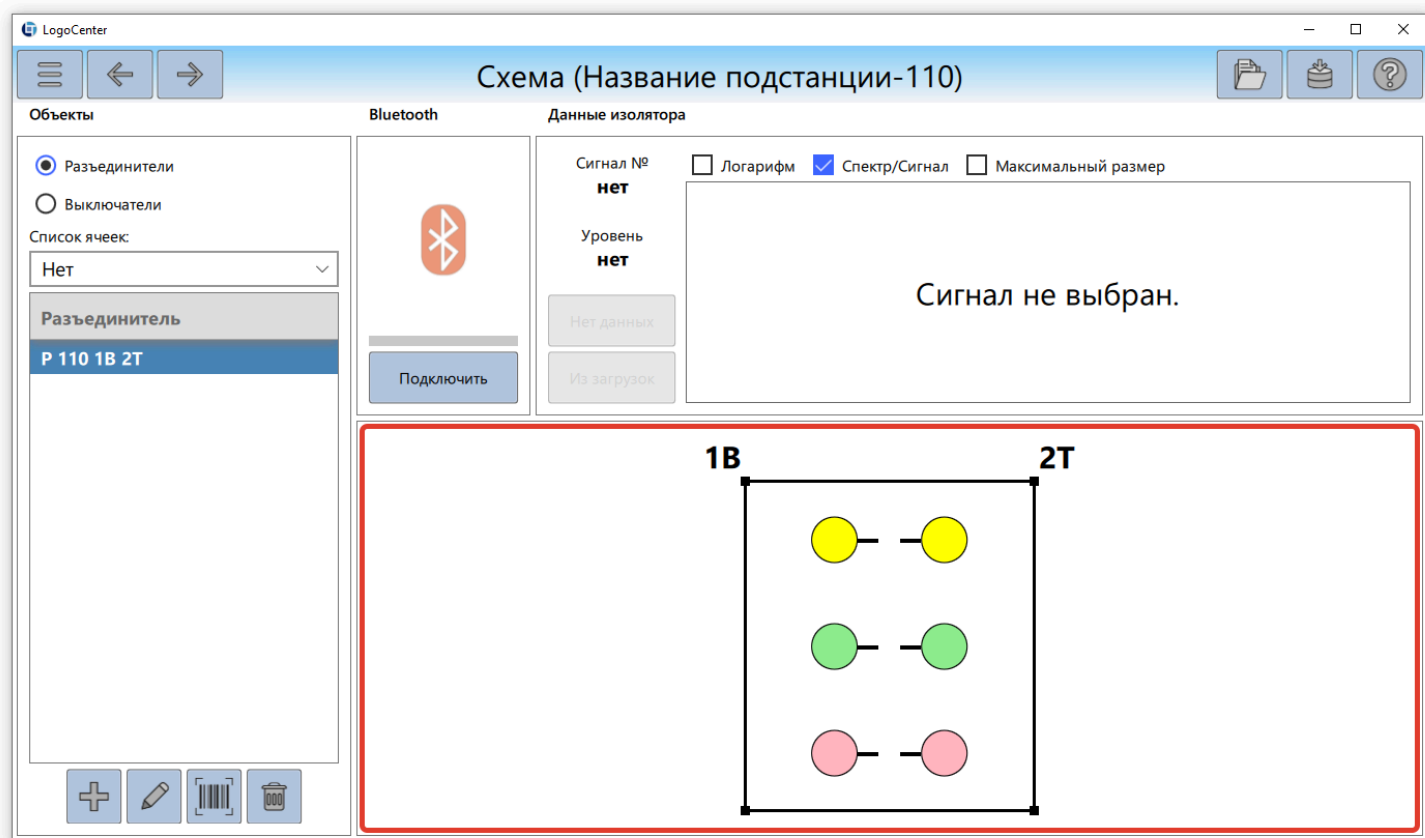 LogoCenter
Схема (Название подстанции-110)
Объекты
Bluetooth
Данные изолятора
Разъединители
Выключатели
Список ячеек:
Нет
Разъединитель
Р 110 1В 2Т
Подключить
Сигнал №
нет
Уровень
нет
Нет данных
Из загрузок
Логарифм
Спектр/Сигнал
Максимальный размер
Сигнал не выбран.
1В
2Т